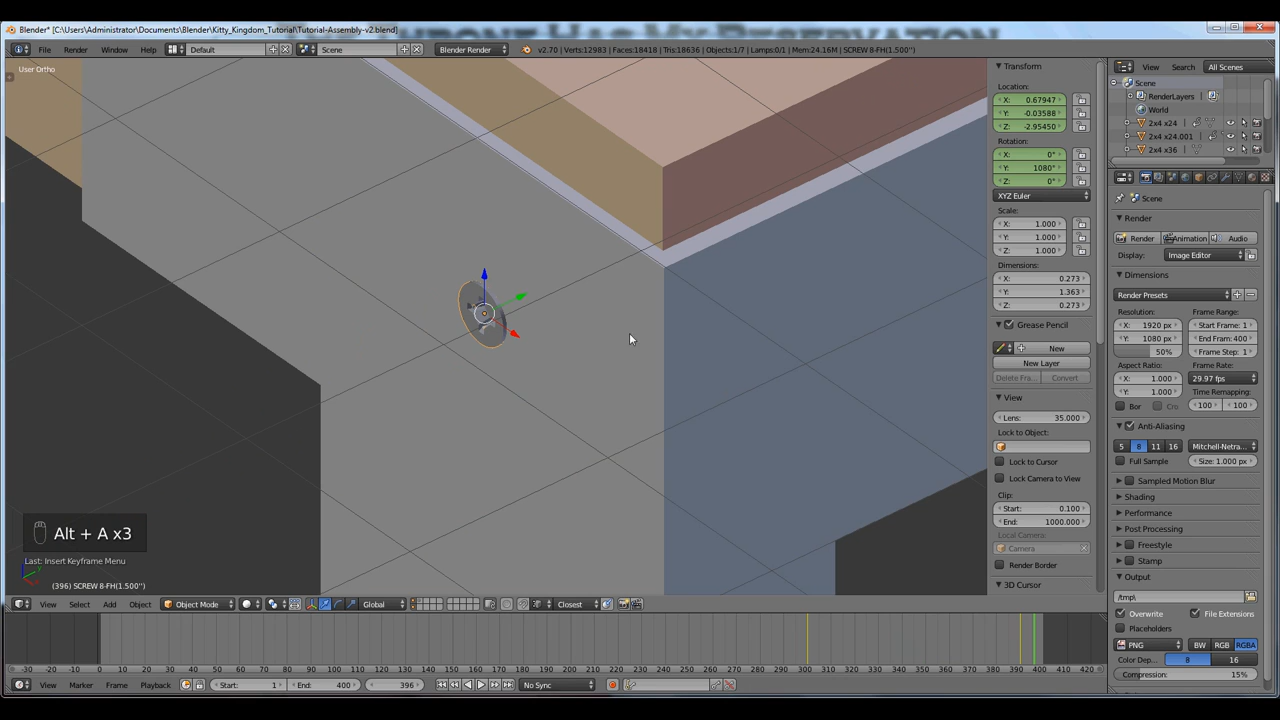 Blender* [C:\Users\Administrator\Documents\Blender\Kitty_Kingdom_Tutorial\Tutorial-Assembly-v2.blend]
File Render Window Help Default Scene Blender Render v2.70 | Verts:12983 | Faces:18418 | Tris:18636 | Objects:1/7 | Lamps:0/1 | Mem:24.16M | SCREW 8-FH(1.500'')
User Ortho
Transform
Location:
X: 0.67947
Y: -0.03588
Z: -2.95450
Rotation:
X: 0°
Y: 1080°
Z: 0°
XYZ Euler
Scale:
X: 1.000
Y: 1.000
Z: 1.000
Dimensions:
X: 0.273
Y: 1.363
Z: 0.273
Grease Pencil
New
New Layer
Delete Fra... Convert
View
Lens: 35.000
Lock to Object:
Lock to Cursor
Lock Camera to View
Clip:
Start: 0.100
End: 1000.000
Local Camera:
Camera
Render Border
3D Cursor
View Search All Scenes
Scene
RenderLayers
World
2x4 x24
2x4 x24.001
2x4 x36
Scene
Render
Render Animation Audio
Display: Image Editor
Dimensions
Render Presets
Resolution: Frame Range:
X: 1920 px Start Frame: 1
Y: 1080 px End Fram: 400
50% Frame Step: 1
Aspect Ratio: Frame Rate:
X: 1.000 29.97 fps
Y: 1.000 Time Remapping:
Bor Cro 100 100
Anti-Aliasing
5 8 11 16 Mitchell-Netra...
Full Sample Size: 1.000 px
Sampled Motion Blur
Shading
Performance
Post Processing
Freestyle
Stamp
Output
/tmp\
Overwrite File Extensions
Placeholders
PNG BW RGB RGBA
Color Dep... 8 16
Compression: 15%
Alt + A x3
Last: Insert Keyframe Menu
(396) SCREW 8-FH(1.500'')
View Select Add Object Object Mode Global Closest
-30 -20 -10 0 10 20 30 40 50 60 70 80 90 100 110 120 130 140 150 160 170 180 190 200 210 220 230 240 250 260 270 280 290 300 310 320 330 340 350 360 370 380 390 400 410 420
View Marker Frame Playback Start: 1 End: 400 396 No Sync